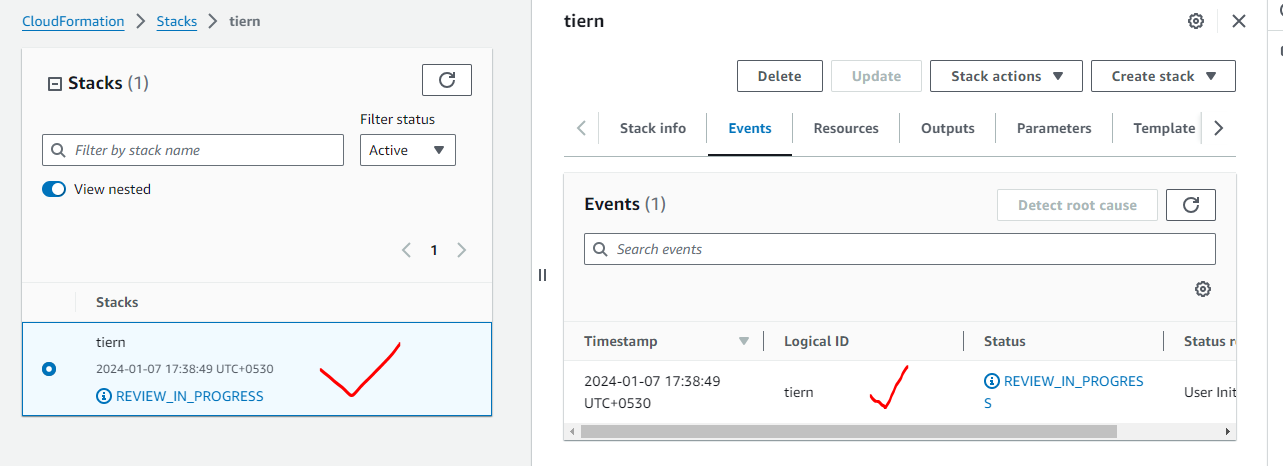 CloudFormation > Stacks > tiern
Stacks (1)
Filter status
Filter by stack name
Active
View nested
1
Stacks
tiern
2024-01-07 17:38:49 UTC+0530
REVIEW_IN_PROGRESS
tiern
Delete Update Stack actions Create stack
Stack info Events Resources Outputs Parameters Template
Events (1)
Detect root cause
Search events
Timestamp Logical ID Status Status re
2024-01-07 17:38:49 tiern REVIEW_IN_PROGRES User Init
UTC+0530 S